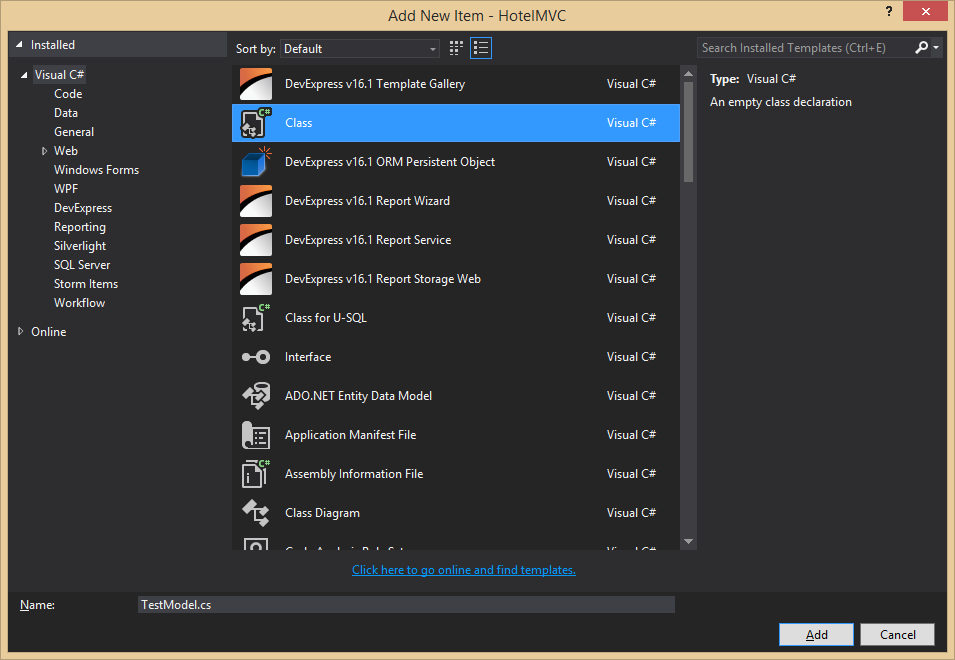 Add New Item - HotelMVC
?
Installed
Sort by: Default
Search Installed Templates (Ctrl+E)
Visual C#
Code
Data
General
Web
Windows Forms
WPF
DevExpress
Reporting
Silverlight
SQL Server
Storm Items
Workflow
Online
DevExpress v16.1 Template Gallery Visual C#
C# Class Visual C#
DevExpress v16.1 ORM Persistent Object Visual C#
DevExpress v16.1 Report Wizard Visual C#
DevExpress v16.1 Report Service Visual C#
DevExpress v16.1 Report Storage Web Visual C#
C# Class for U-SQL Visual C#
Interface Visual C#
ADO.NET Entity Data Model Visual C#
Application Manifest File Visual C#
C# Assembly Information File Visual C#
Class Diagram Visual C#
Type: Visual C#
An empty class declaration
Click here to go online and find templates.
Name: TestModel.cs
Add Cancel